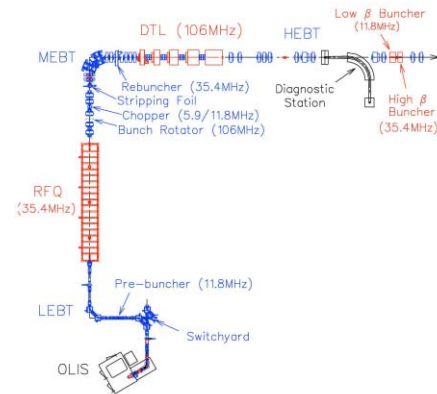 DTL (106MHz)
HEBT
Low β Buncher
(11.8MHz)
MEBT
Rebuncher (35.4MHz)
Stripping Foil
Chopper (5.9/11.8MHz)
Bunch Rotator (106MHz)
Diagnostic
Station
High β
Buncher
(35.4MHz)
RFQ
(35.4MHz)
Pre-buncher (11.8MHz)
LEBT
Switchyard
OLIS